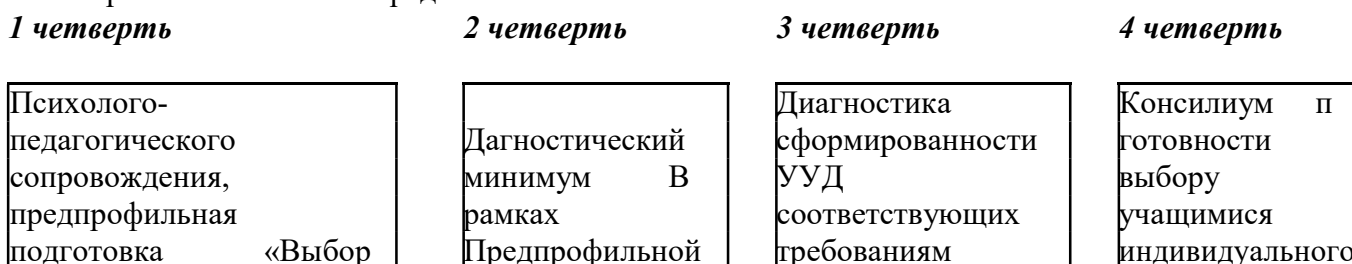 1 четверть
2 четверть
3 четверть
4 четверть
Психолого-
педагогического
сопровождения,
предпрофильная
подготовка «Выбор
Дагностический
минимум В
рамках
Предпрофильной
Диагностика
сформированности
УУД
соответствующих
требованиям
Консилиум п
готовности
выбору
учащимися
индивидуального